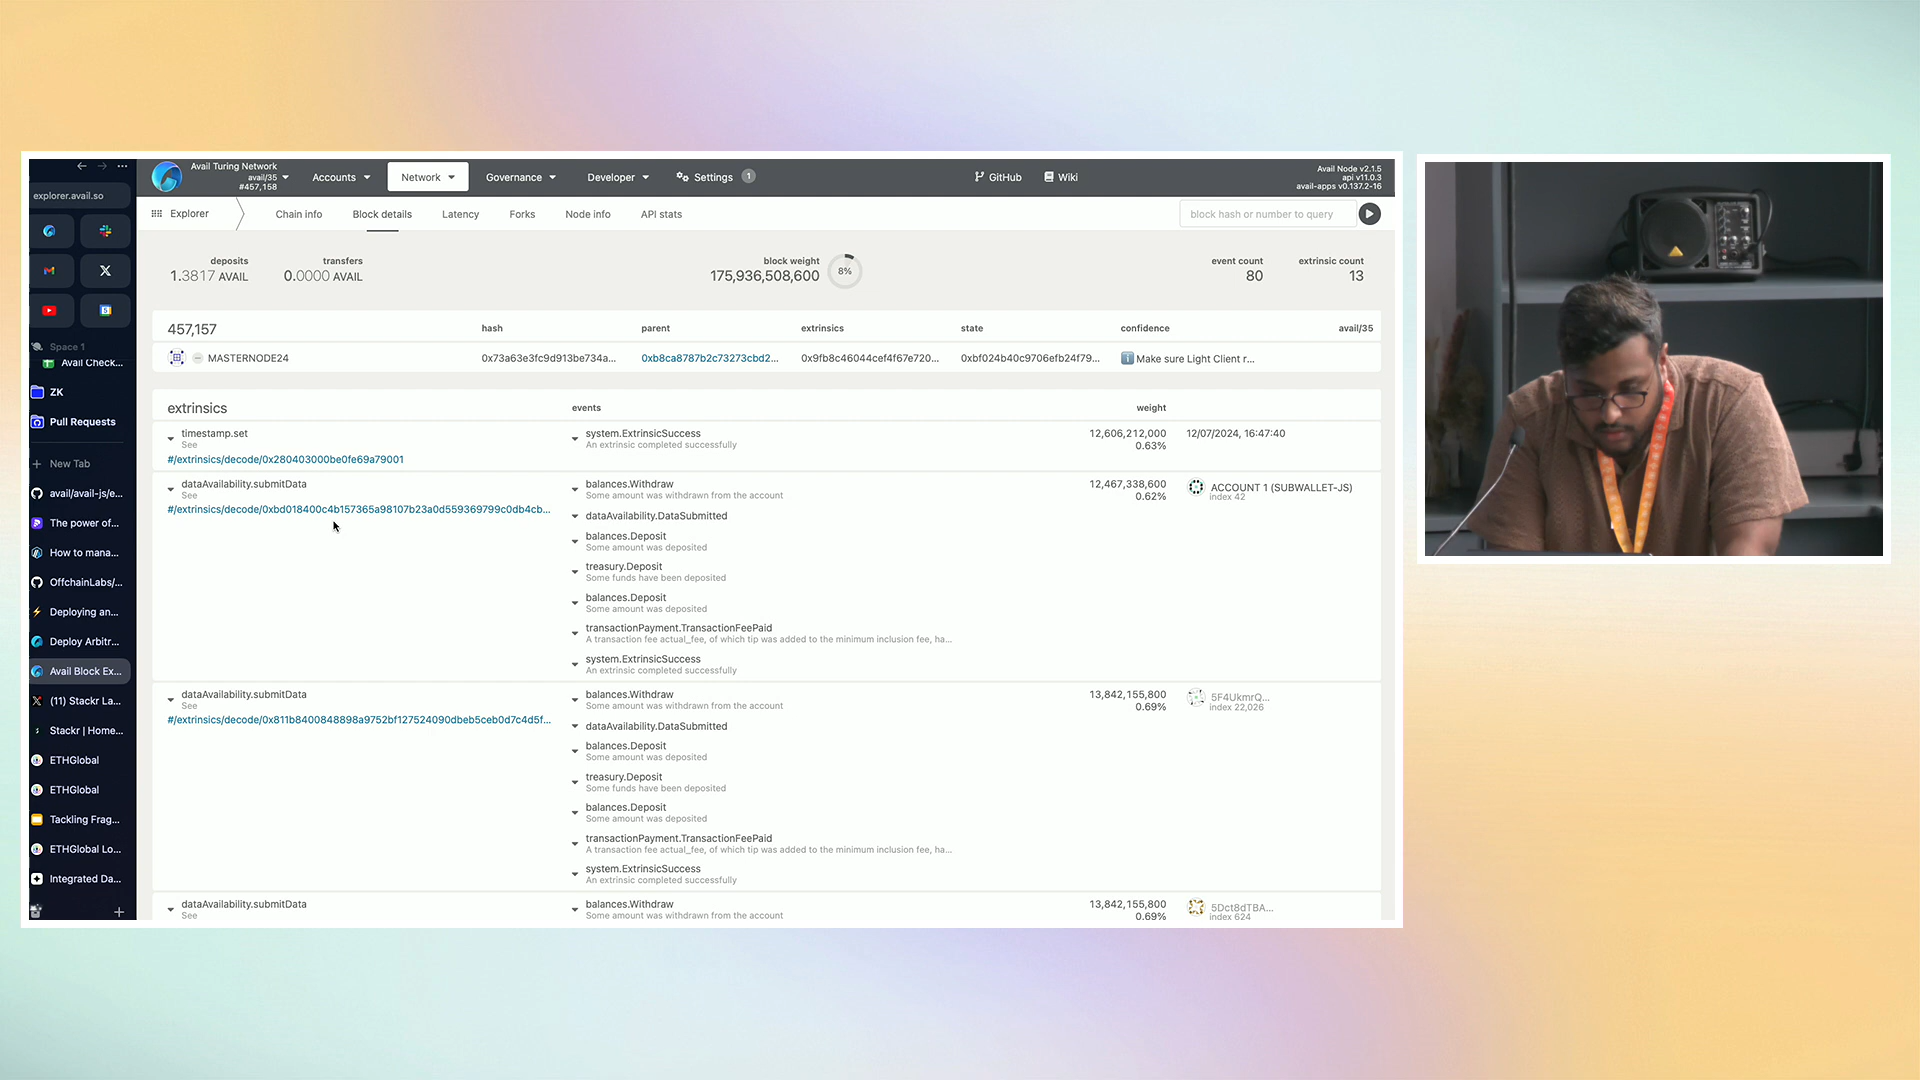 explorer.avail.so
Space 1
Avail Check...
ZK
Pull Requests
New Tab
avail/avail-js/e...
The power of...
How to mana...
OffchainLabs/...
Deploying an...
Deploy Arbitr...
Avail Block Ex...
(11) Stackr La...
Stackr | Home...
ETHGlobal
ETHGlobal
Tackling Frag...
ETHGlobal Lo...
Integrated Da...
Avail Turing Network
avail/35
#457,158
Accounts
Network
Governance
Developer
Settings 1
GitHub
Wiki
Avail Node v2.1.5
api v11.0.3
avail-apps v0.137.2-16
Explorer
Chain info
Block details
Latency
Forks
Node info
API stats
block hash or number to query
deposits
1.3817 AVAIL
transfers
0.0000 AVAIL
block weight
175,936,508,600
8%
event count
80
extrinsic count
13
457,157 hash parent extrinsics state confidence avail/35
MASTERNODE24 0x73a63e3fc9d913be734a... 0xb8ca8787b2c73273cbd2... 0x9fb8c46044cef4f67e720... 0xbf024b40c9706efb24f79... Make sure Light Client r...
extrinsics events weight
timestamp.set
See
#/extrinsics/decode/0x280403000be0fe69a79001
system.ExtrinsicSuccess
An extrinsic completed successfully
12,606,212,000
0.63%
12/07/2024, 16:47:40
dataAvailability.submitData
See
#/extrinsics/decode/0xbd018400c4b157365a98107b23a0d559369799c0db4cb...
balances.Withdraw
Some amount was withdrawn from the account
dataAvailability.DataSubmitted
balances.Deposit
Some amount was deposited
treasury.Deposit
Some funds have been deposited
balances.Deposit
Some amount was deposited
transactionPayment.TransactionFeePaid
A transaction fee actual_fee, of which tip was added to the minimum inclusion fee, ha...
system.ExtrinsicSuccess
An extrinsic completed successfully
12,467,338,600
0.62%
ACCOUNT 1 (SUBWALLET-JS)
index 42
dataAvailability.submitData
See
#/extrinsics/decode/0x811b8400848898a9752bf127524090dbeb5ceb0d7c4d5f...
balances.Withdraw
Some amount was withdrawn from the account
dataAvailability.DataSubmitted
balances.Deposit
Some amount was deposited
treasury.Deposit
Some funds have been deposited
balances.Deposit
Some amount was deposited
transactionPayment.TransactionFeePaid
A transaction fee actual_fee, of which tip was added to the minimum inclusion fee, ha...
system.ExtrinsicSuccess
An extrinsic completed successfully
13,842,155,800
0.69%
5F4UkmrQ...
index 22,026
dataAvailability.submitData
See
balances.Withdraw
Some amount was withdrawn from the account
13,842,155,800
0.69%
5Dct8dTBA...
index 624